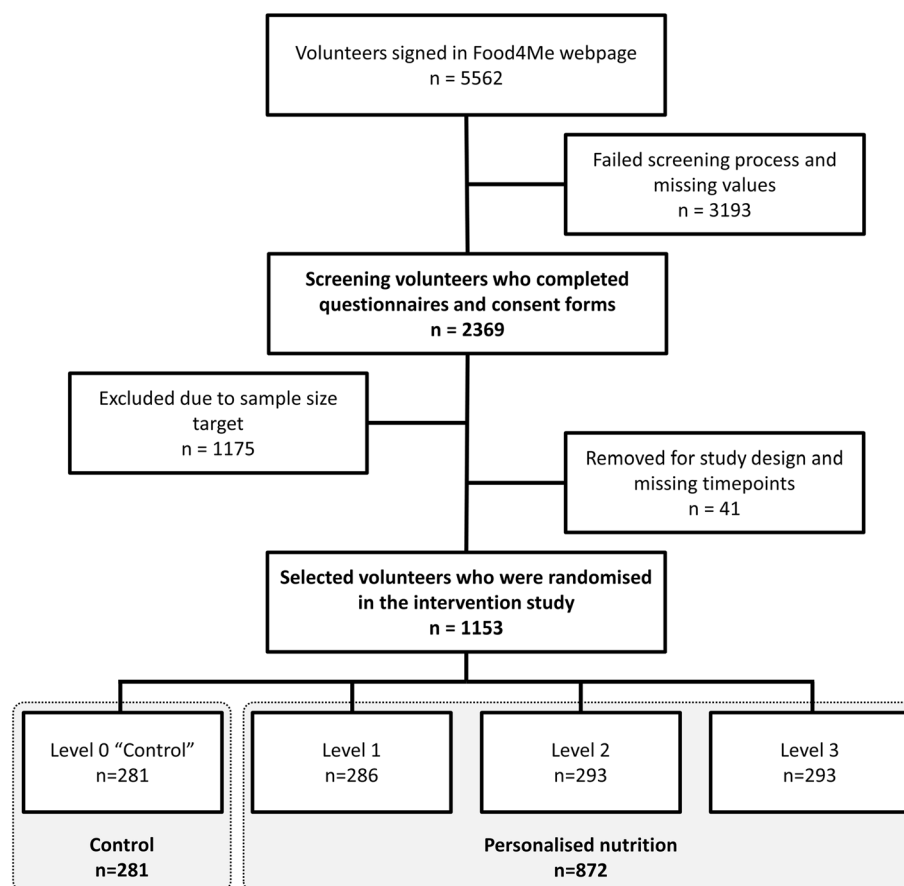 Volunteers signed in Food4Me webpage
n = 5562
Failed screening process and
missing values
n = 3193
Screening volunteers who completed
questionnaires and consent forms
n = 2369
Excluded due to sample size
target
n = 1175
Removed for study design and
missing timepoints
n = 41
Selected volunteers who were randomised
in the intervention study
n = 1153
Level 0 “Control”
n=281
Level 1
n=286
Level 2
n=293
Level 3
n=293
Control
n=281
Personalised nutrition
n=872